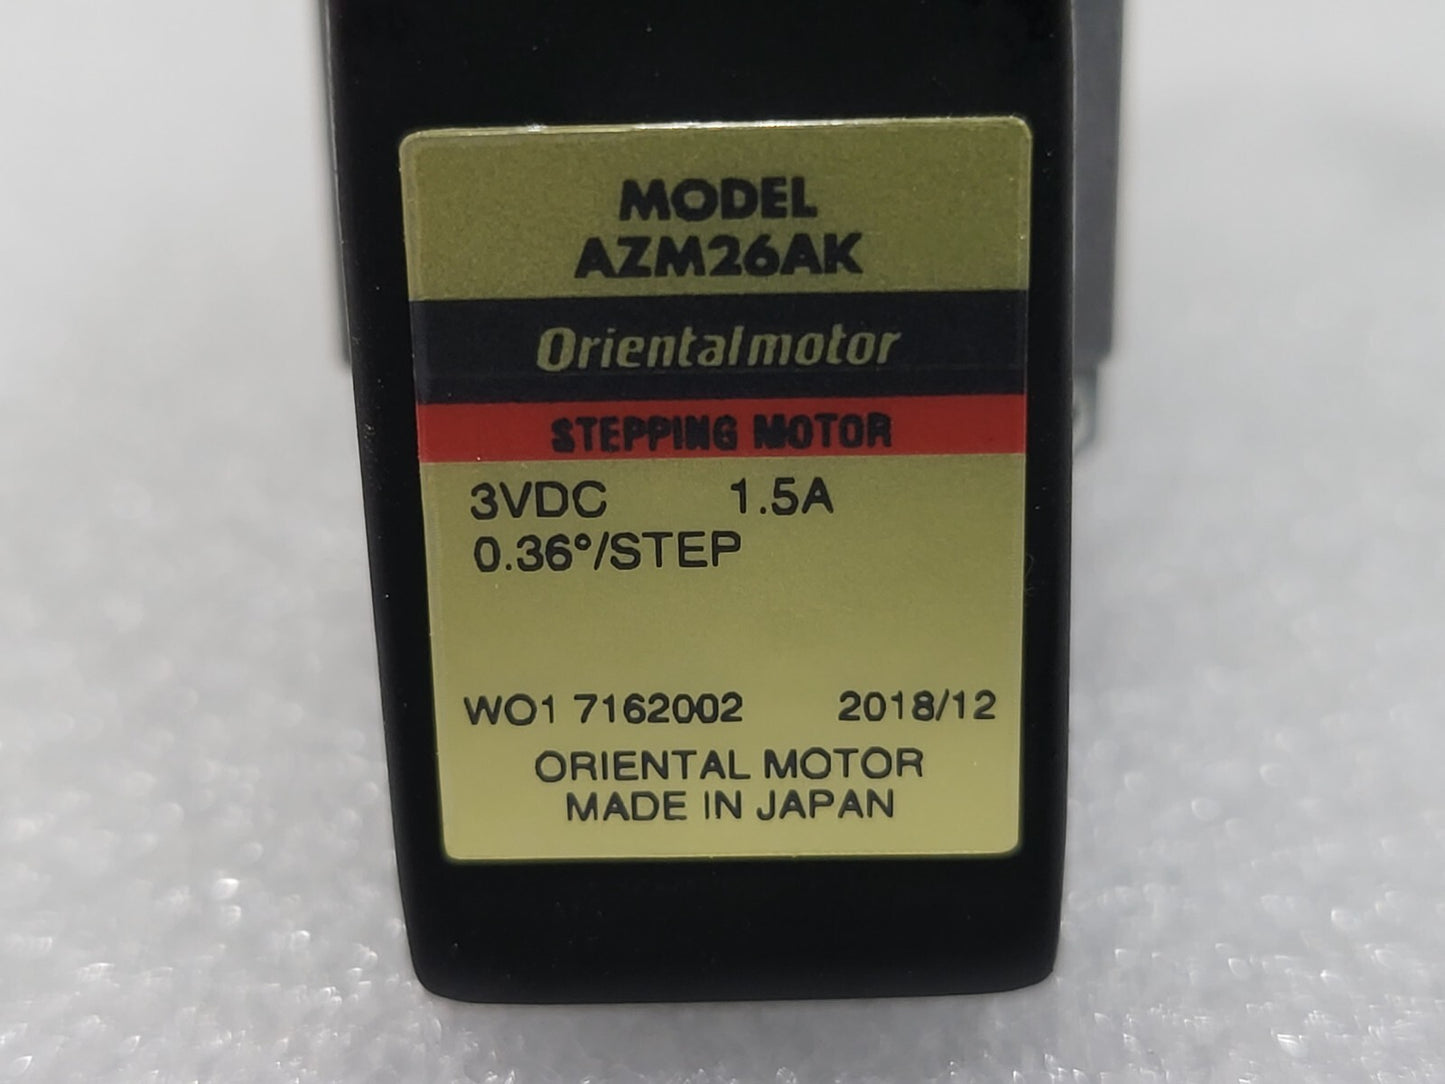 MODEL
AZM26AK
Orientalmotor
STEPPING MOTOR
3VDC 1.5A
0.36°/STEP
WO1 7162002 2018/12
ORIENTAL MOTOR
MADE IN JAPAN